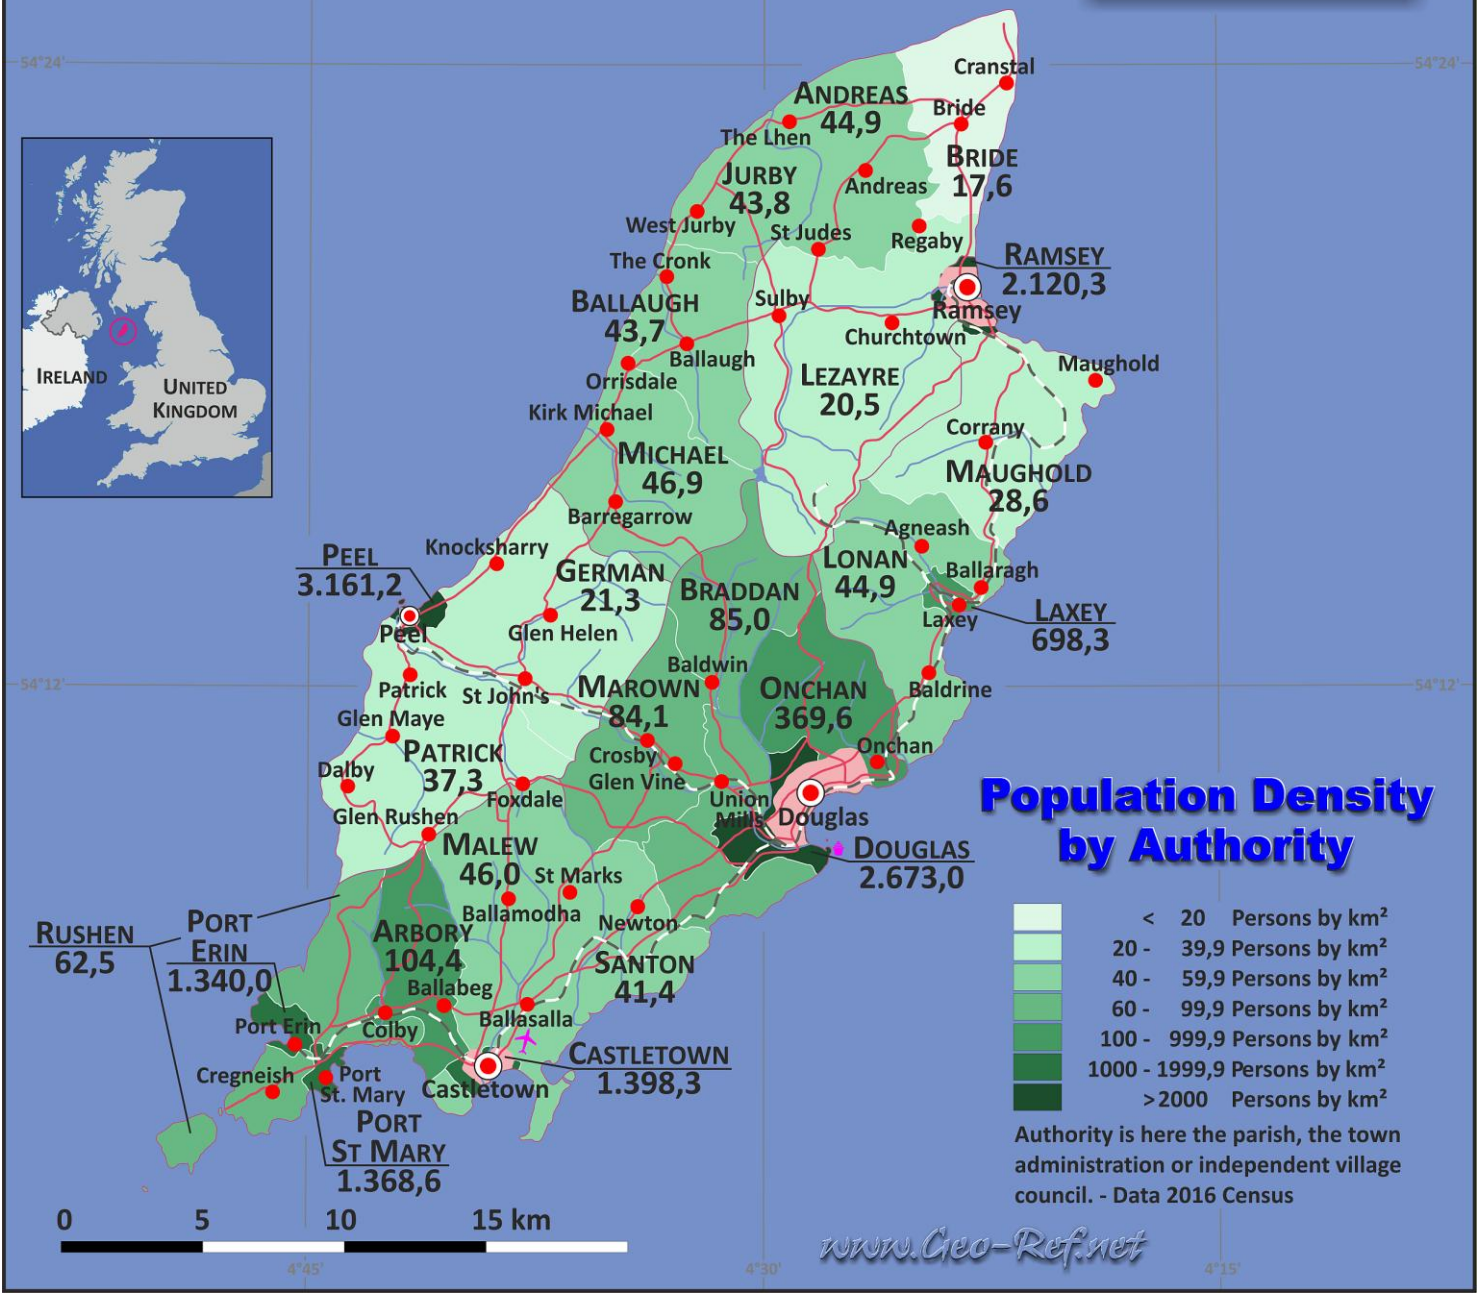 54°24'
54°24'
Cranstal
ANDREAS
44,9
Bride
The Lhen
BRIDE
17,6
JURBY
43,8
Andreas
West Jurby
St Judes
Regaby
RAMSEY
2.120,3
The Cronk
BALLAUGH
43,7
Sulby
Ramsey
Churchtown
Ballaugh
Maughold
Orrisdale
LEZAYRE
20,5
IRELAND
UNITED
KINGDOM
Kirk Michael
Corrany
MICHAEL
46,9
MAUGHOLD
28,6
Barregarrow
Agneash
Knocksharry
PEEL
3.161,2
GERMAN
21,3
LONAN
44,9
Ballaragh
BRADDAN
85,0
LAXEY
698,3
Laxey
Peel
Glen Helen
Baldwin
54°12'
54°12'
Patrick
St John's
MAROWN
84,1
ONCHAN
369,6
Baldrine
Glen Maye
Onchan
PATRICK
37,3
Crosby
Glen Vine
Dalby
Foxdale
Union
Mills
Douglas
Glen Rushen
Population Density
by Authority
MALEW
46,0
DOUGLAS
2.673,0
St Marks
Ballamodha
Newton
RUSHEN
62,5
PORT
ERIN
1.340,0
ARBORY
104,4
SANTON
41,4
Ballabeg
Port Erin
Colby
Ballasalla
CASTLETOWN
1.398,3
Cregneish
Port
St. Mary
Castletown
PORT
ST MARY
1.368,6
< 20 Persons by km²
20 - 39,9 Persons by km²
40 - 59,9 Persons by km²
60 - 99,9 Persons by km²
100 - 999,9 Persons by km²
1000 - 1999,9 Persons by km²
>2000 Persons by km²
Authority is here the parish, the town
administration or independent village
council. - Data 2016 Census
0 5 10 15 km
www.Geo-Ref.net
4°45' 4°30' 4°15'